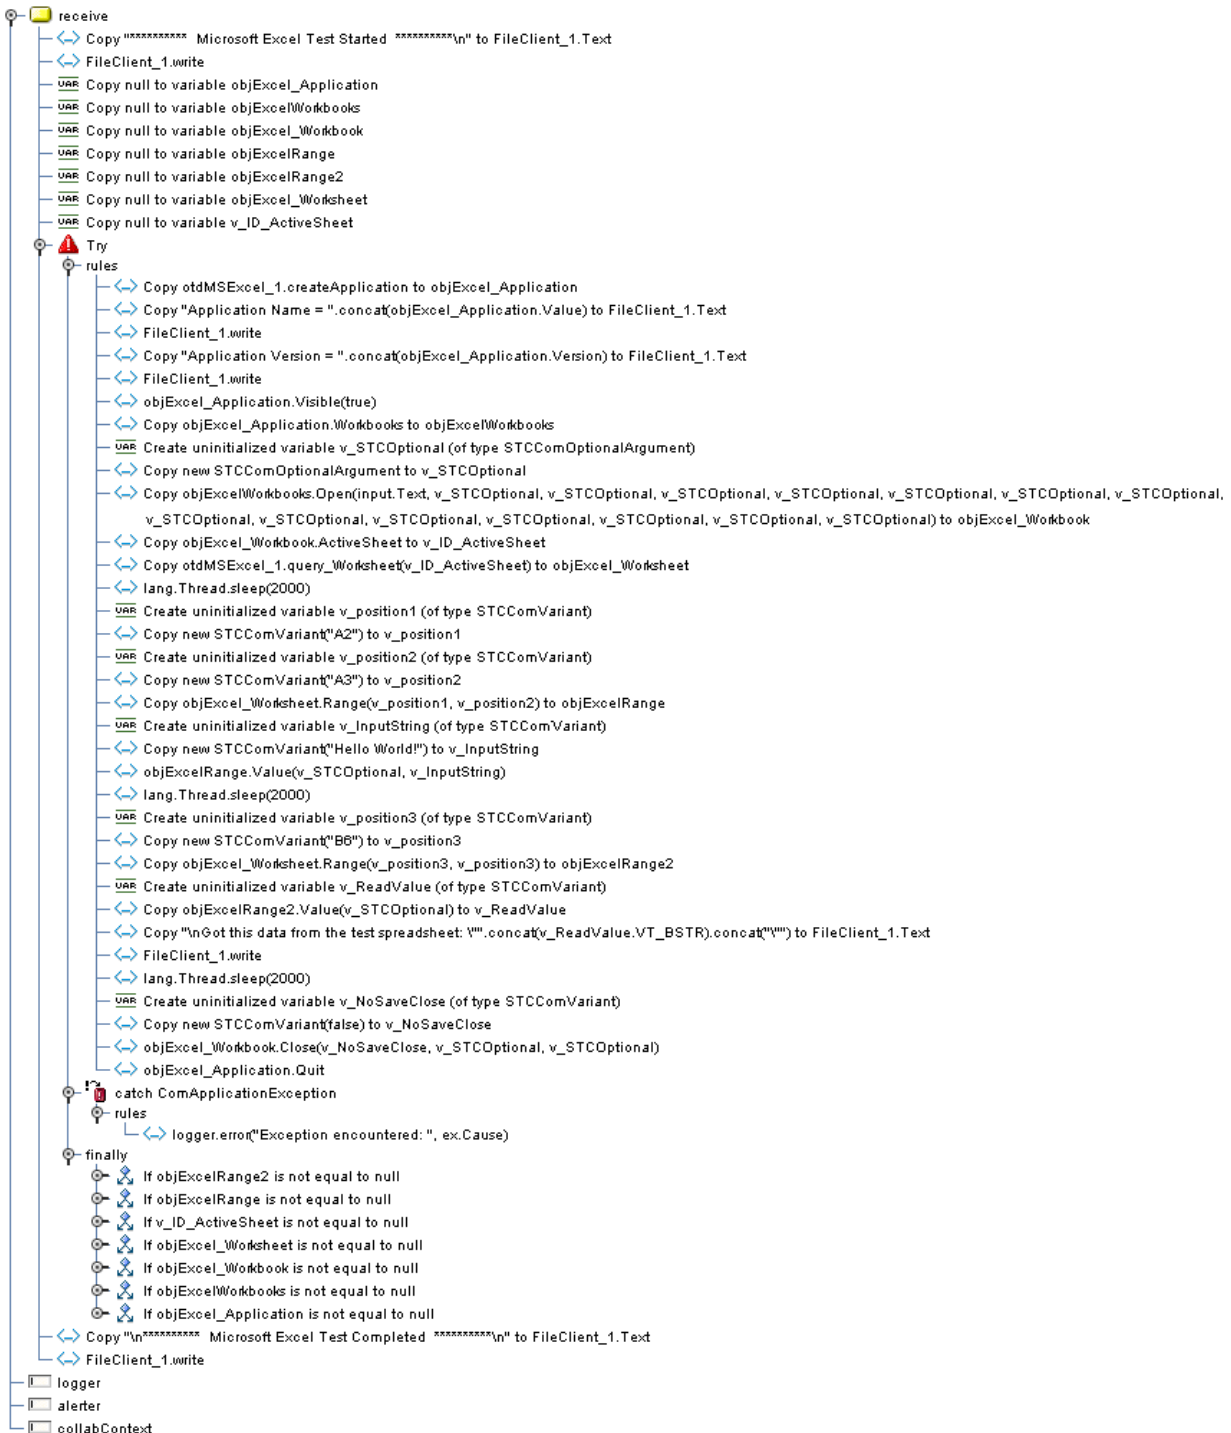 receive
Copy "********** Microsoft Excel Test Started **********\n" to FileClient_1.Text
FileClient_1.write
VAR Copy null to variable objExcel_Application
VAR Copy null to variable objExcelWorkbooks
VAR Copy null to variable objExcel_Workbook
VAR Copy null to variable objExcelRange
VAR Copy null to variable objExcelRange2
VAR Copy null to variable objExcel_Worksheet
VAR Copy null to variable v_ID_ActiveSheet
Try
rules
Copy otdMSExcel_1.createApplication to objExcel_Application
Copy "Application Name = ".concat(objExcel_Application.Value) to FileClient_1.Text
FileClient_1.write
Copy "Application Version = ".concat(objExcel_Application.Version) to FileClient_1.Text
FileClient_1.write
objExcel_Application.Visible(true)
Copy objExcel_Application.Workbooks to objExcelWorkbooks
VAR Create uninitialized variable v_STCOptional (of type STCComOptionalArgument)
Copy new STCComOptionalArgument to v_STCOptional
Copy objExcelWorkbooks.Open(input.Text, v_STCOptional, v_STCOptional, v_STCOptional, v_STCOptional, v_STCOptional, v_STCOptional, v_STCOptional,
v_STCOptional, v_STCOptional, v_STCOptional, v_STCOptional, v_STCOptional, v_STCOptional, v_STCOptional) to objExcel_Workbook
Copy objExcel_Workbook.ActiveSheet to v_ID_ActiveSheet
Copy otdMSExcel_1.query_Worksheet(v_ID_ActiveSheet) to objExcel_Worksheet
lang.Thread.sleep(2000)
VAR Create uninitialized variable v_position1 (of type STCComVariant)
Copy new STCComVariant("A2") to v_position1
VAR Create uninitialized variable v_position2 (of type STCComVariant)
Copy new STCComVariant("A3") to v_position2
Copy objExcel_Worksheet.Range(v_position1, v_position2) to objExcelRange
VAR Create uninitialized variable v_InputString (of type STCComVariant)
Copy new STCComVariant("Hello World!") to v_InputString
objExcelRange.Value(v_STCOptional, v_InputString)
lang.Thread.sleep(2000)
VAR Create uninitialized variable v_position3 (of type STCComVariant)
Copy new STCComVariant("B6") to v_position3
Copy objExcel_Worksheet.Range(v_position3, v_position3) to objExcelRange2
VAR Create uninitialized variable v_ReadValue (of type STCComVariant)
Copy objExcelRange2.Value(v_STCOptional) to v_ReadValue
Copy "\nGot this data from the test spreadsheet: \"".concat(v_ReadValue.VT_BSTR).concat("\"") to FileClient_1.Text
FileClient_1.write
lang.Thread.sleep(2000)
VAR Create uninitialized variable v_NoSaveClose (of type STCComVariant)
Copy new STCComVariant(false) to v_NoSaveClose
objExcel_Workbook.Close(v_NoSaveClose, v_STCOptional, v_STCOptional)
objExcel_Application.Quit
catch ComApplicationException
rules
logger.error("Exception encountered: ", ex.Cause)
finally
If objExcelRange2 is not equal to null
If objExcelRange is not equal to null
If v_ID_ActiveSheet is not equal to null
If objExcel_Worksheet is not equal to null
If objExcel_Workbook is not equal to null
If objExcelWorkbooks is not equal to null
If objExcel_Application is not equal to null
Copy "\n********** Microsoft Excel Test Completed **********\n" to FileClient_1.Text
FileClient_1.write
logger
alerter
collabContext